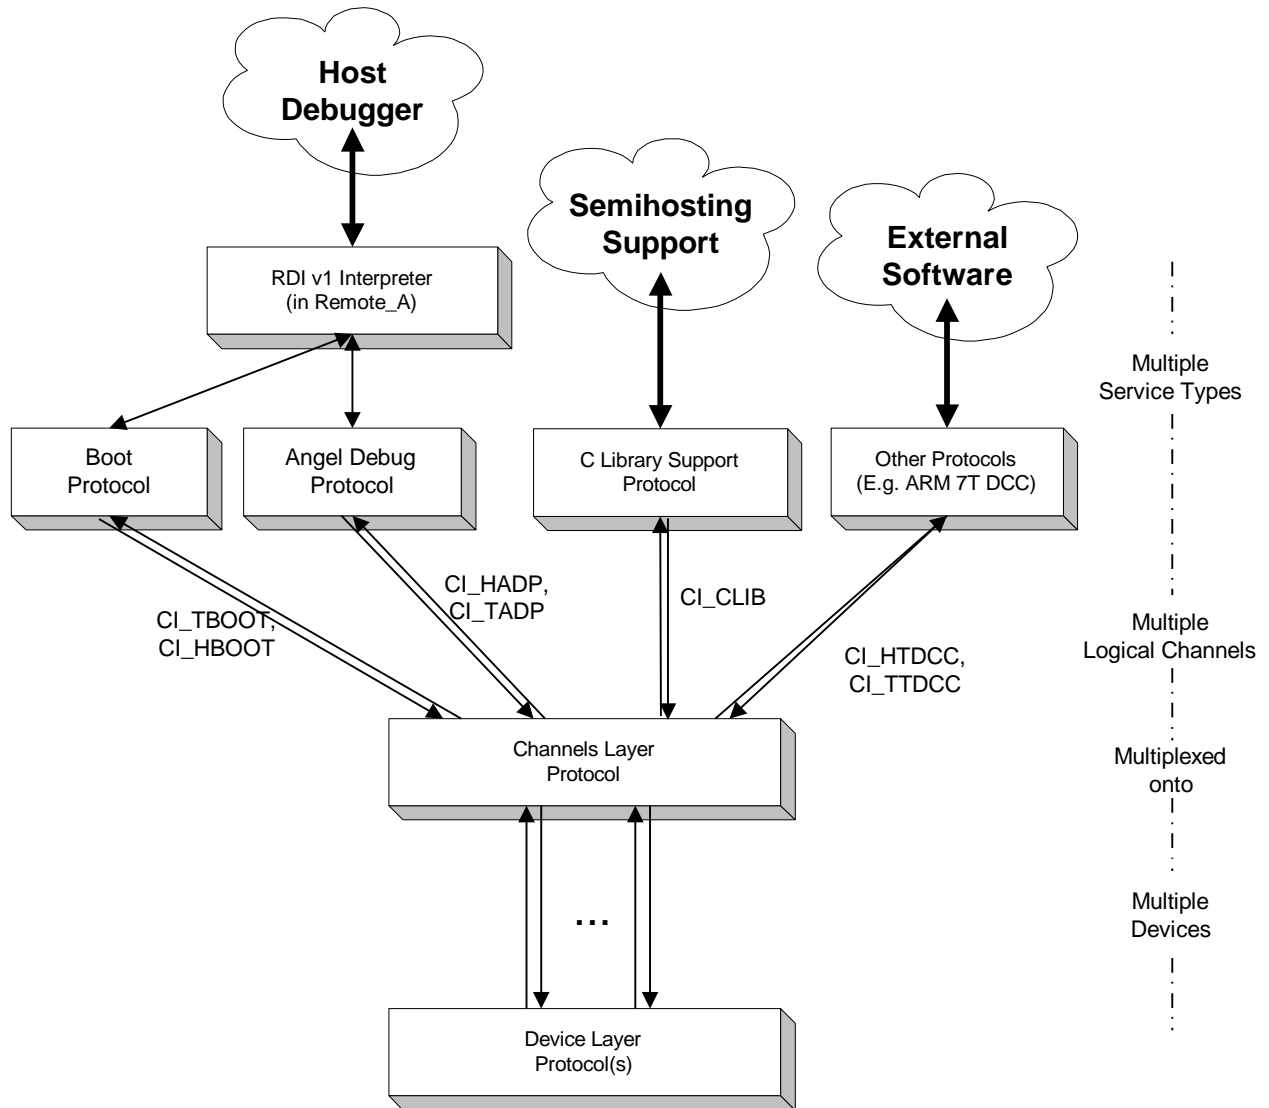 Host
Debugger
Semihosting
Support
External
Software
RDI v1 Interpreter
(in Remote_A)
Multiple
Service Types
Boot
Protocol
Angel Debug
Protocol
C Library Support
Protocol
Other Protocols
(E.g. ARM 7T DCC)
CI_TBOOT,
CI_HBOOT
CI_HADP,
CI_TADP
CI_CLIB
CI_HTDCC,
CI_TTDCC
Multiple
Logical Channels
Channels Layer
Protocol
Multiplexed
onto
...
Multiple
Devices
Device Layer
Protocol(s)